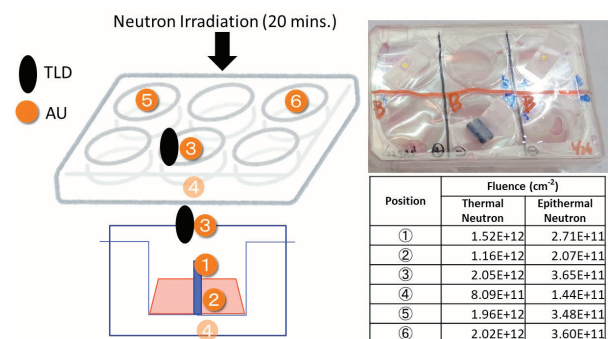 Neutron Irradiation (20 mins.)
TLD
AU
⑤
⑥
③
④
③
①
②
④
Fluence (cm⁻²)
Position
Thermal Neutron
Epithermal Neutron
① 1.52E+12 2.71E+11
② 1.16E+12 2.07E+11
③ 2.05E+12 3.65E+11
④ 8.09E+11 1.44E+11
⑤ 1.96E+12 3.48E+11
⑥ 2.02E+12 3.60E+11
B
B
B